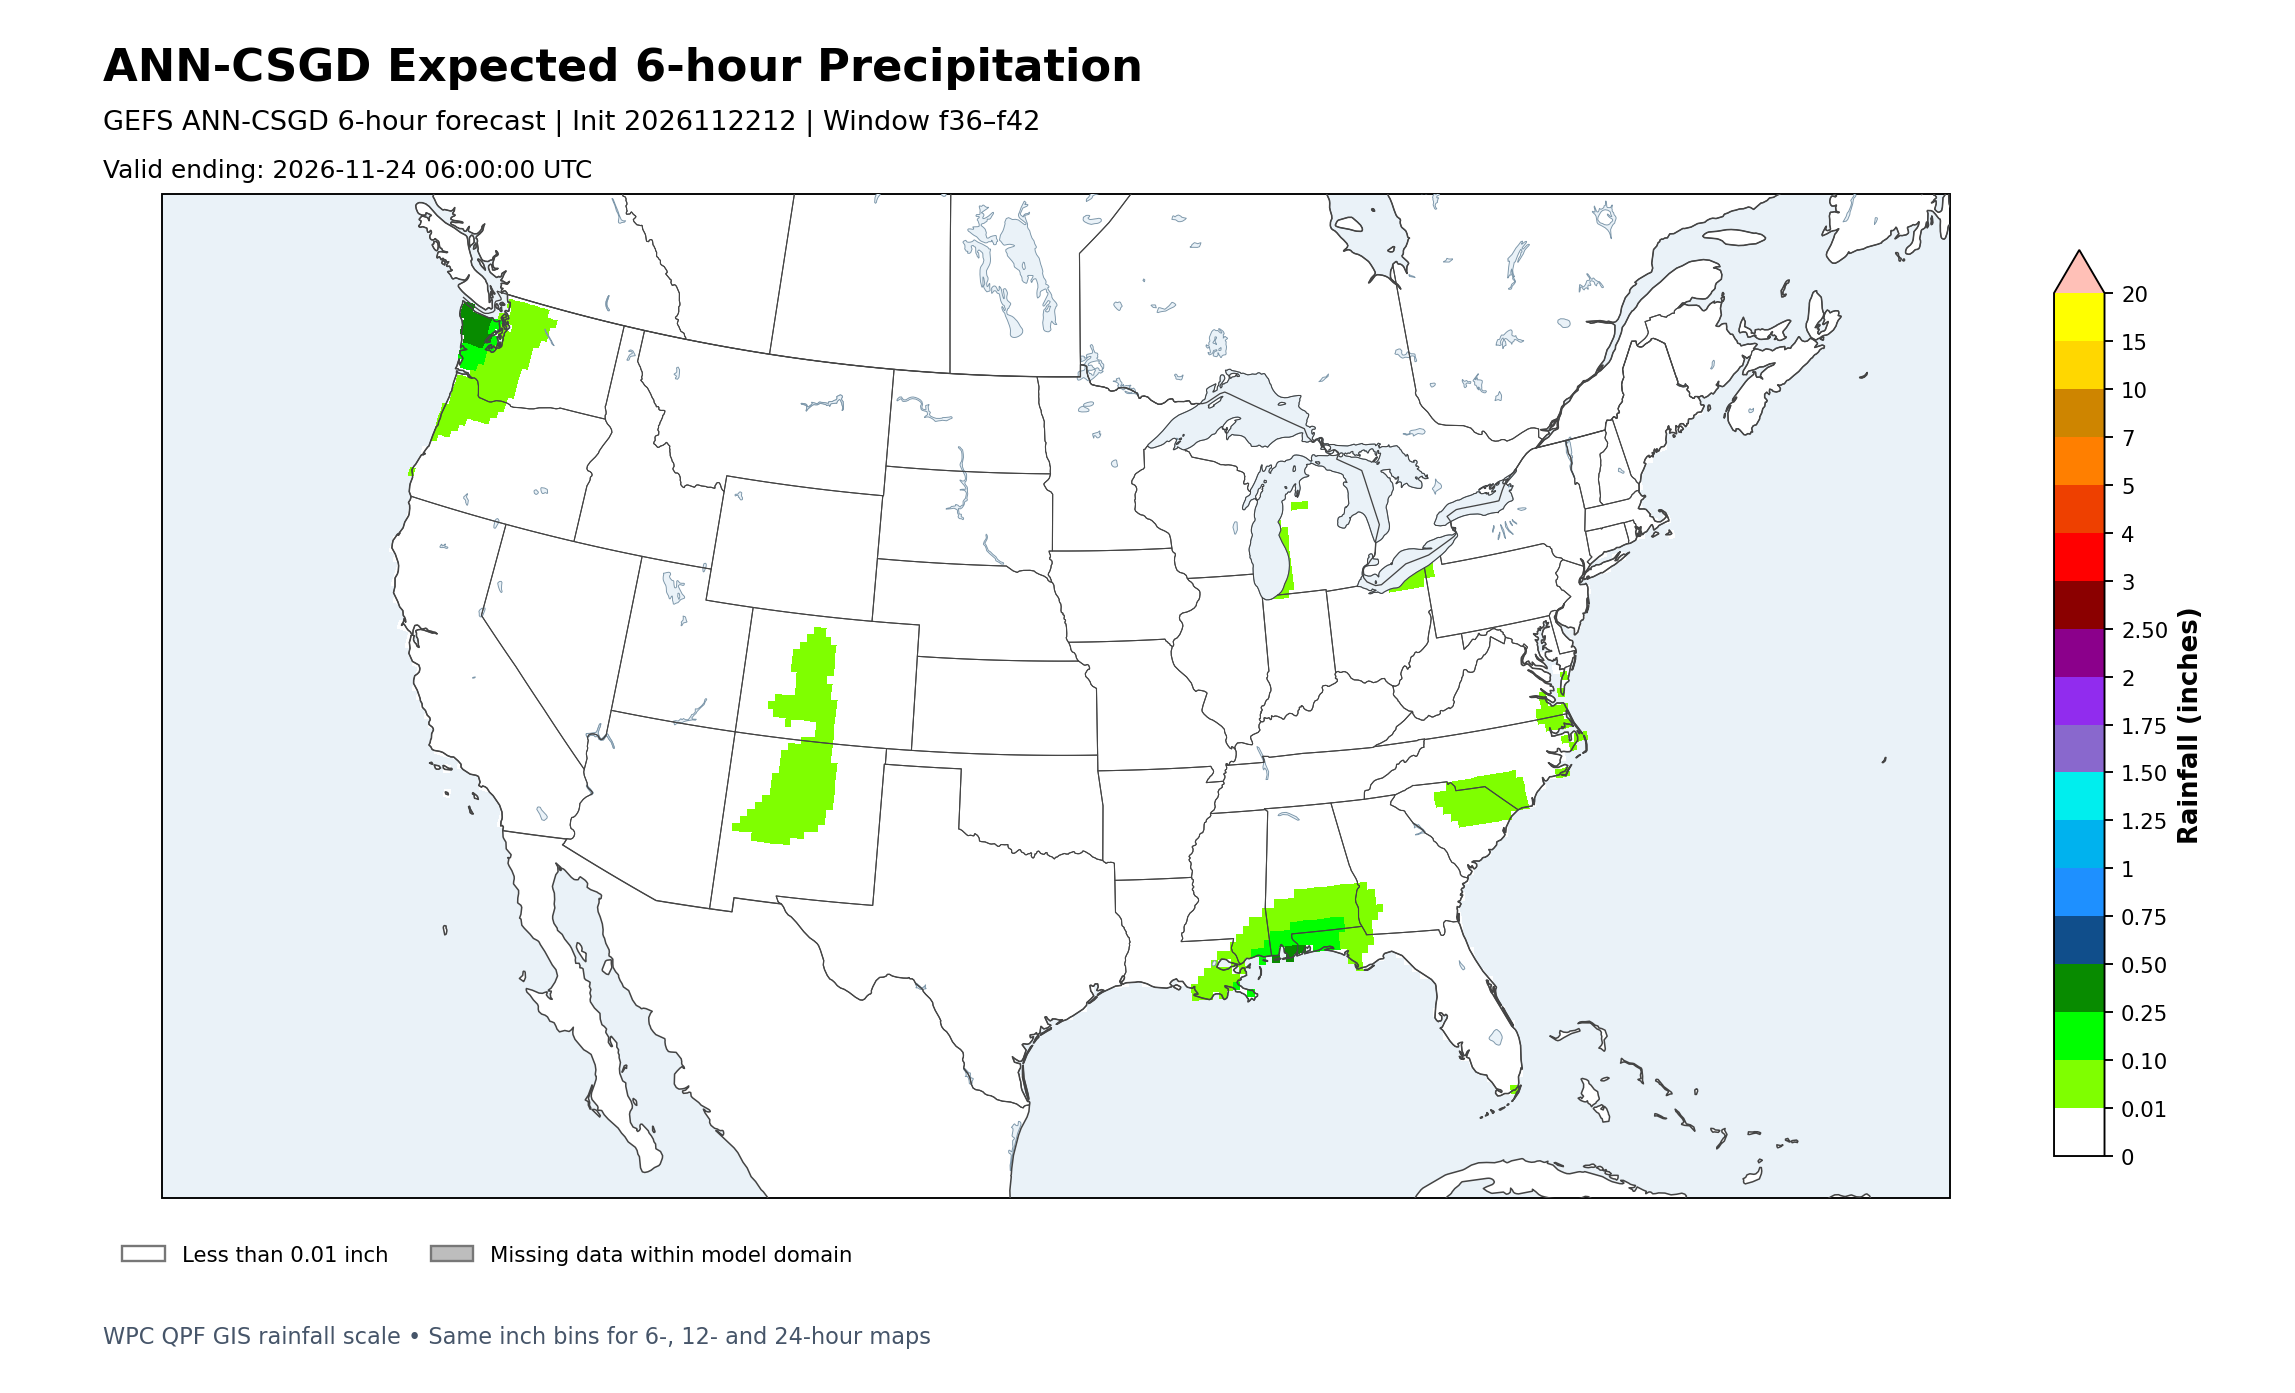 ANN-CSGD Expected 6-hour Precipitation
GEFS ANN-CSGD 6-hour forecast | Init 2026112212 | Window f36–f42
Valid ending: 2026-11-24 06:00:00 UTC
20
15
10
7
5
4
3
2.50
2
1.75
1.50
1.25
1
0.75
0.50
0.25
0.10
0.01
0
Rainfall (inches)
Less than 0.01 inch
Missing data within model domain
WPC QPF GIS rainfall scale • Same inch bins for 6-, 12- and 24-hour maps